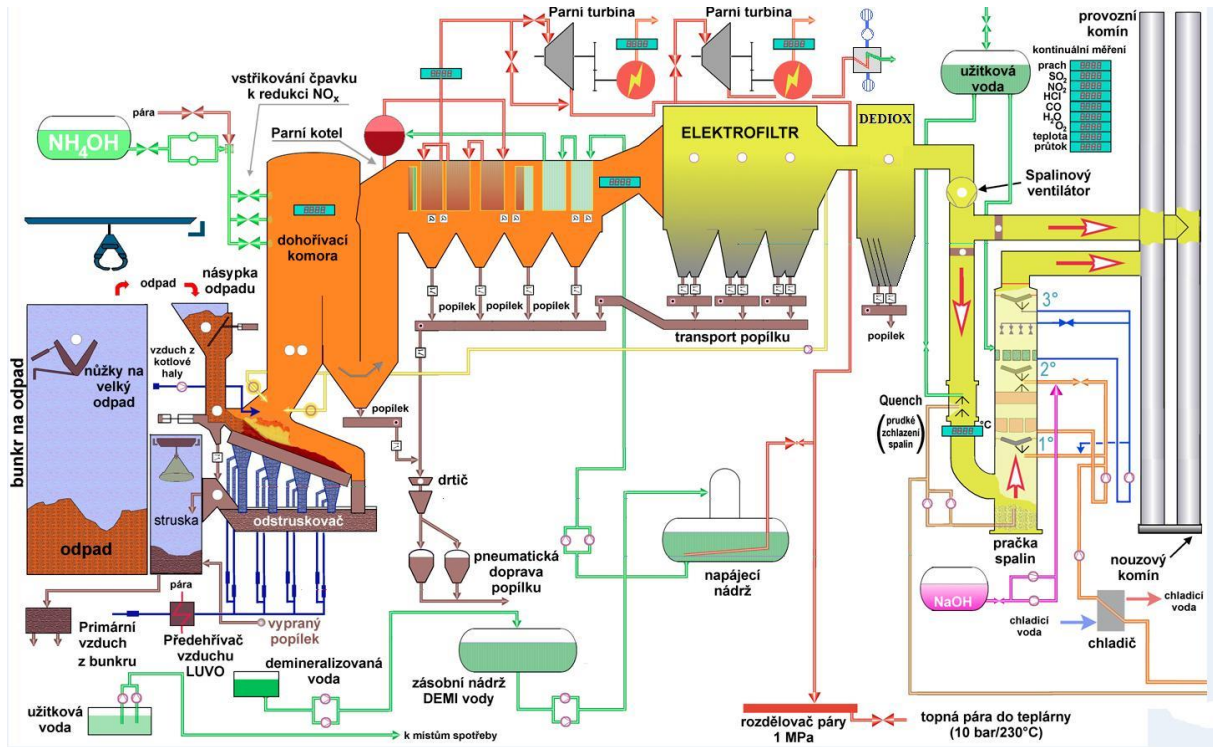 Parni turbina
Parni turbina
provozní
komín
kontinuální měření
prach
SO2
NO2
HCl
CO
H2O
O2
teplota
průtok
užitková
voda
vstřikování čpavku
k redukci NOx
pára
NH4OH
Parní kotel
ELEKTROFILTR
DEDIOX
Spalinový
ventilátor
dohořívací
komora
násypka
odpadu
odpad
popílek
popílek
popílek
popílek
transport popílku
3°
bunkr na odpad
nůžky na
velký
odpad
vzduch z
kotlové
haly
2°
Quench
(prudké
zchlazení
spalin)
°C
1°
popílek
drtič
struska
odstruskovač
odpad
pračka
spalin
nouzový
komín
pneumatická
doprava
popílku
napájecí
nádrž
pára
NaOH
chladicí
voda
chladicí
voda
chladič
Primární
vzduch
z bunkru
Předehřívač
vzduchu
LUVO
vypraný
popílek
demineralizovaná
voda
zásobní nádrž
DEMI vody
užitková
voda
k místům spotřeby
rozdělovač páry
1 MPa
topná pára do teplárny
(10 bar/230°C)